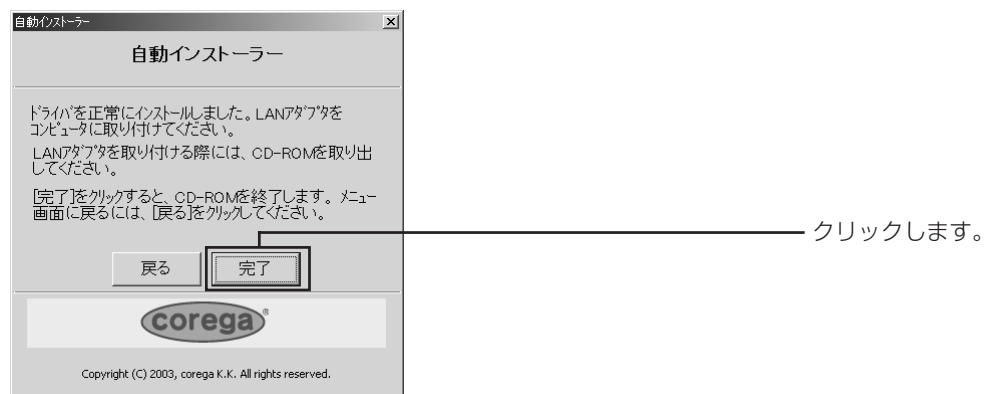 自動インストーラー
自動インストーラー
ドライバを正常にインストールしました。LANアダプタを
コンピュータに取り付けてください。
LANアダプタを取り付ける際には、CD-ROMを取り出
してください。
[完了]をクリックすると、CD-ROMを終了します。メニュー
画面に戻るには、[戻る]をクリックしてください。
クリックします。
戻る 完了
corega®
Copyright (C) 2003, corega K.K. All rights reserved.